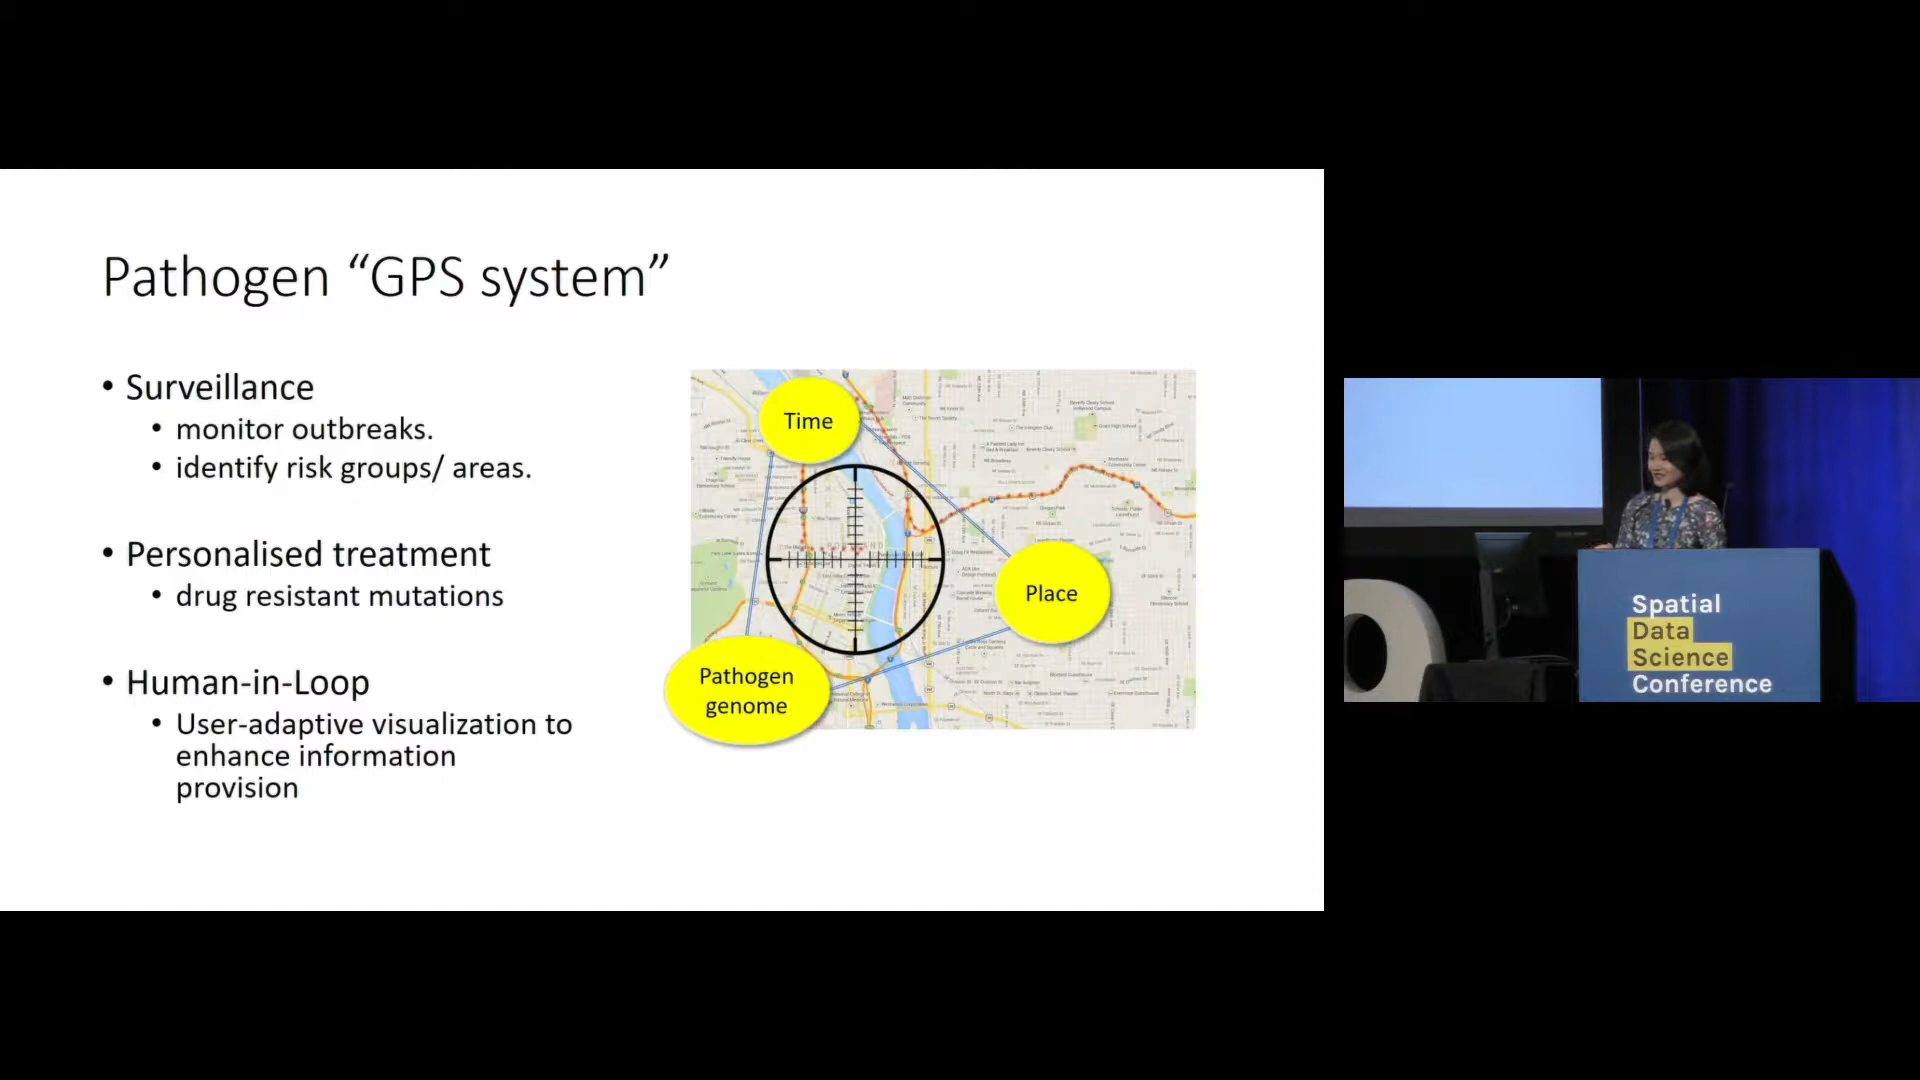 Pathogen “GPS system”
• Surveillance
• monitor outbreaks.
• identify risk groups/ areas.
• Personalised treatment
• drug resistant mutations
• Human-in-Loop
• User-adaptive visualization to
enhance information
provision
Time
Place
Pathogen
genome
Spatial
Data
Science
Conference